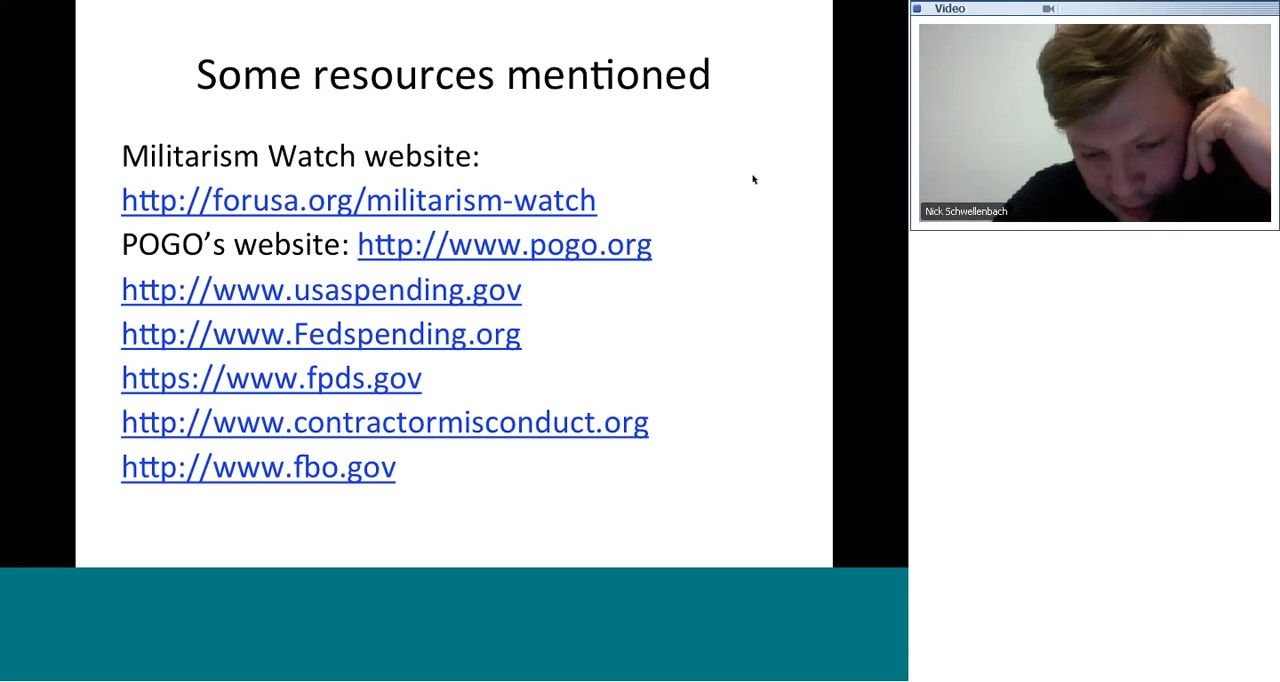 Some resources mentioned
Militarism Watch website:
http://forusa.org/militarism-watch
POGO’s website: http://www.pogo.org
http://www.usaspending.gov
http://www.Fedspending.org
https://www.fpds.gov
http://www.contractormisconduct.org
http://www.fbo.gov
Video
Nick Schwellenbach